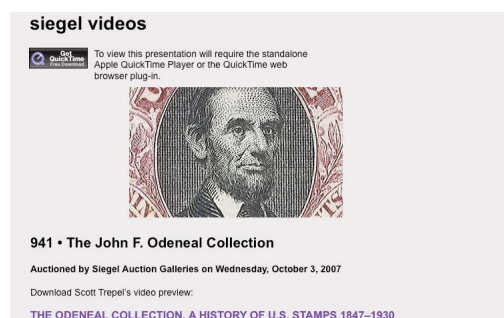 siegel videos
Get
QuickTime
Free Download
To view this presentation will require the standalone
Apple QuickTime Player or the QuickTime web
browser plug-in.
941 • The John F. Odeneal Collection
Auctioned by Siegel Auction Galleries on Wednesday, October 3, 2007
Download Scott Trepel's video preview:
THE ODENEAL COLLECTION, A HISTORY OF U.S. STAMPS 1847–1930